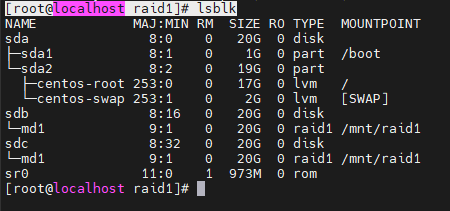 [root@localhost raid1]# lsblk
NAME            MAJ:MIN RM  SIZE RO TYPE  MOUNTPOINT
sda               8:0    0   20G  0 disk
├─sda1            8:1    0    1G  0 part  /boot
└─sda2            8:2    0   19G  0 part
  ├─centos-root 253:0    0   17G  0 lvm   /
  └─centos-swap 253:1    0    2G  0 lvm   [SWAP]
sdb               8:16   0   20G  0 disk
└─md1             9:1    0   20G  0 raid1 /mnt/raid1
sdc               8:32   0   20G  0 disk
└─md1             9:1    0   20G  0 raid1 /mnt/raid1
sr0              11:0    1  973M  0 rom
[root@localhost raid1]#